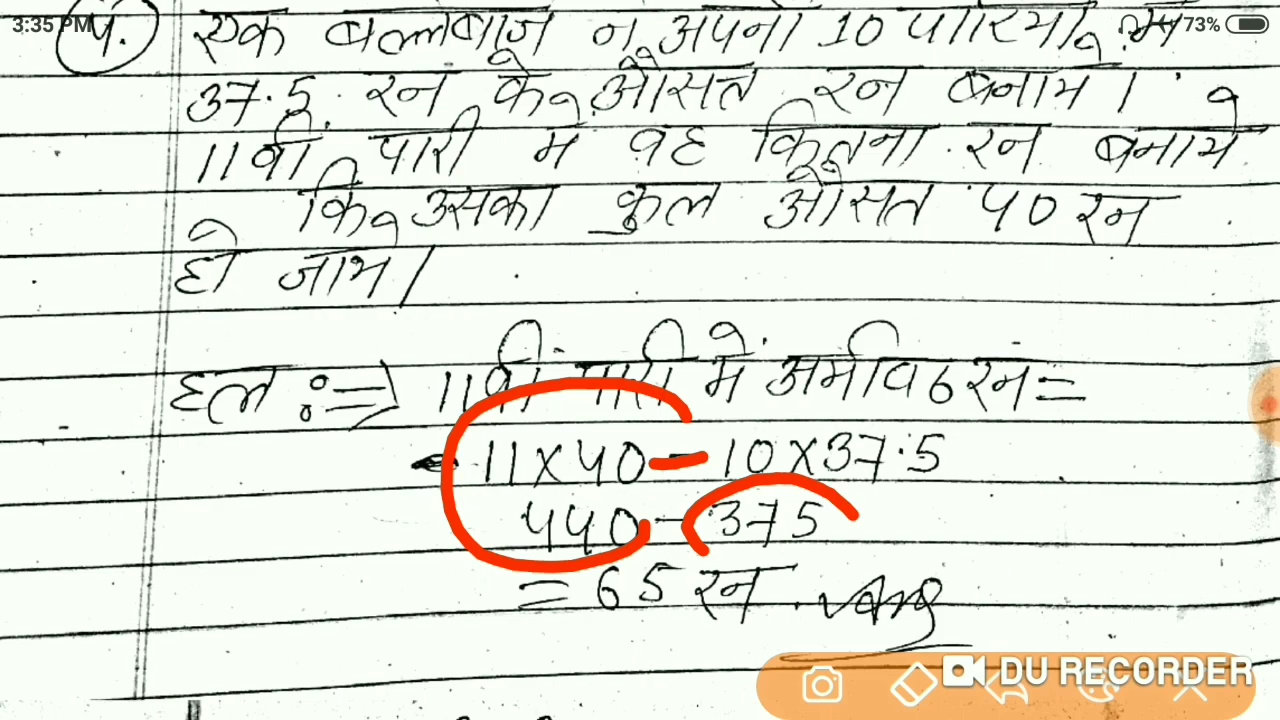 3:35 PM 73%
4. एक बल्लेबाज ने अपनी 10 पारियों में
37.5 रन के औसत रन बनाये। वे
11वीं पारी में वह कितना रन बनाये
कि उसका कुल औसत 40 रन
हो जाये।
हल :⇒ 11वीं पारी में रन =
11×40 - 10×37.5
440 - 375
= 65 रन. Ans
DU RECORDER